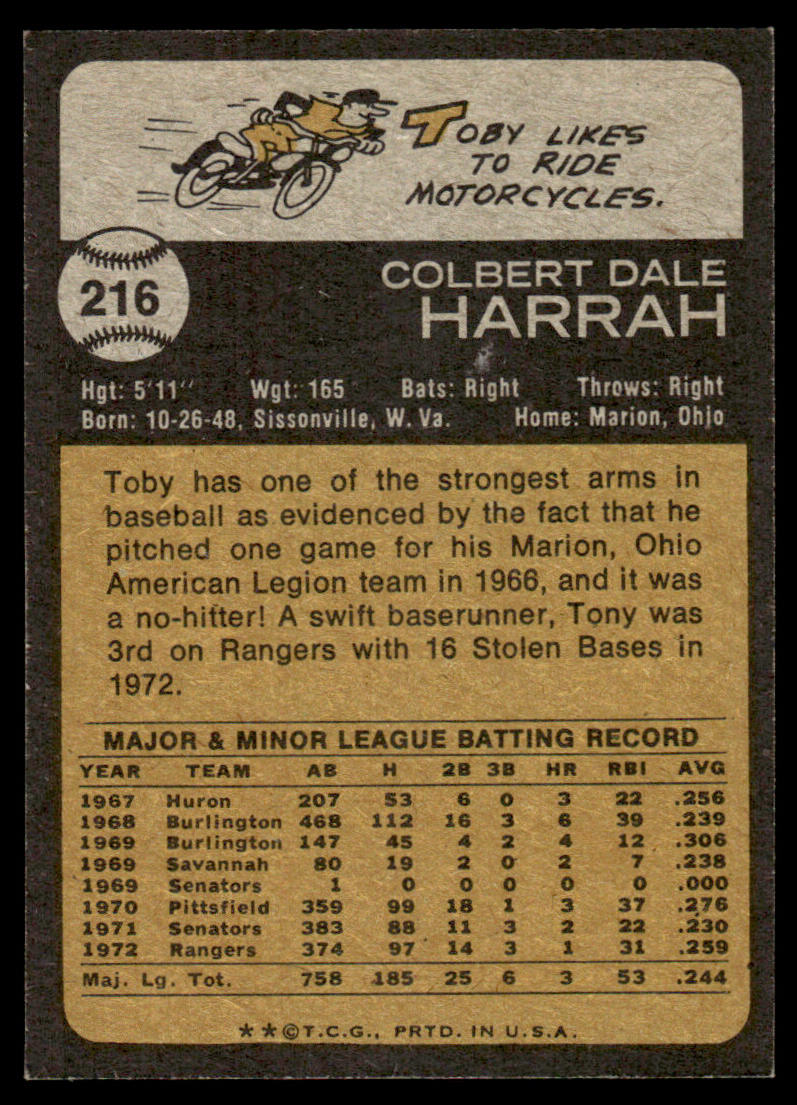 TOBY LIKES
TO RIDE
MOTORCYCLES.
216
COLBERT DALE
HARRAH
Hgt: 5'11" Wgt: 165 Bats: Right Throws: Right
Born: 10-26-48, Sissonville, W. Va. Home: Marion, Ohio
Toby has one of the strongest arms in
baseball as evidenced by the fact that he
pitched one game for his Marion, Ohio
American Legion team in 1966, and it was
a no-hitter! A swift baserunner, Tony was
3rd on Rangers with 16 Stolen Bases in
1972.
MAJOR & MINOR LEAGUE BATTING RECORD
YEAR TEAM AB H 2B 3B HR RBI AVG
1967 Huron 207 53 6 0 3 22 .256
1968 Burlington 468 112 16 3 6 39 .239
1969 Burlington 147 45 4 2 4 12 .306
1969 Savannah 80 19 2 0 2 7 .238
1969 Senators 1 0 0 0 0 0 .000
1970 Pittsfield 359 99 18 1 3 37 .276
1971 Senators 383 88 11 3 2 22 .230
1972 Rangers 374 97 14 3 1 31 .259
Maj. Lg. Tot. 758 185 25 6 3 53 .244
★★©T.C.G., PRTD. IN U.S.A.